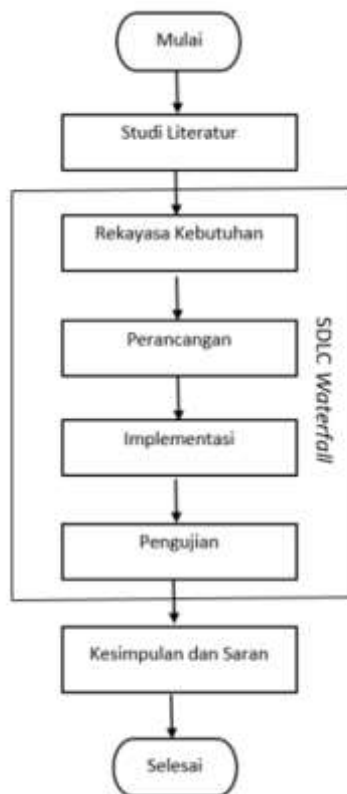 Mulai
Studi Literatur
Rekayasa Kebutuhan
Perancangan
Implementasi
Pengujian
SDLC Waterfall
Kesimpulan dan Saran
Selesai